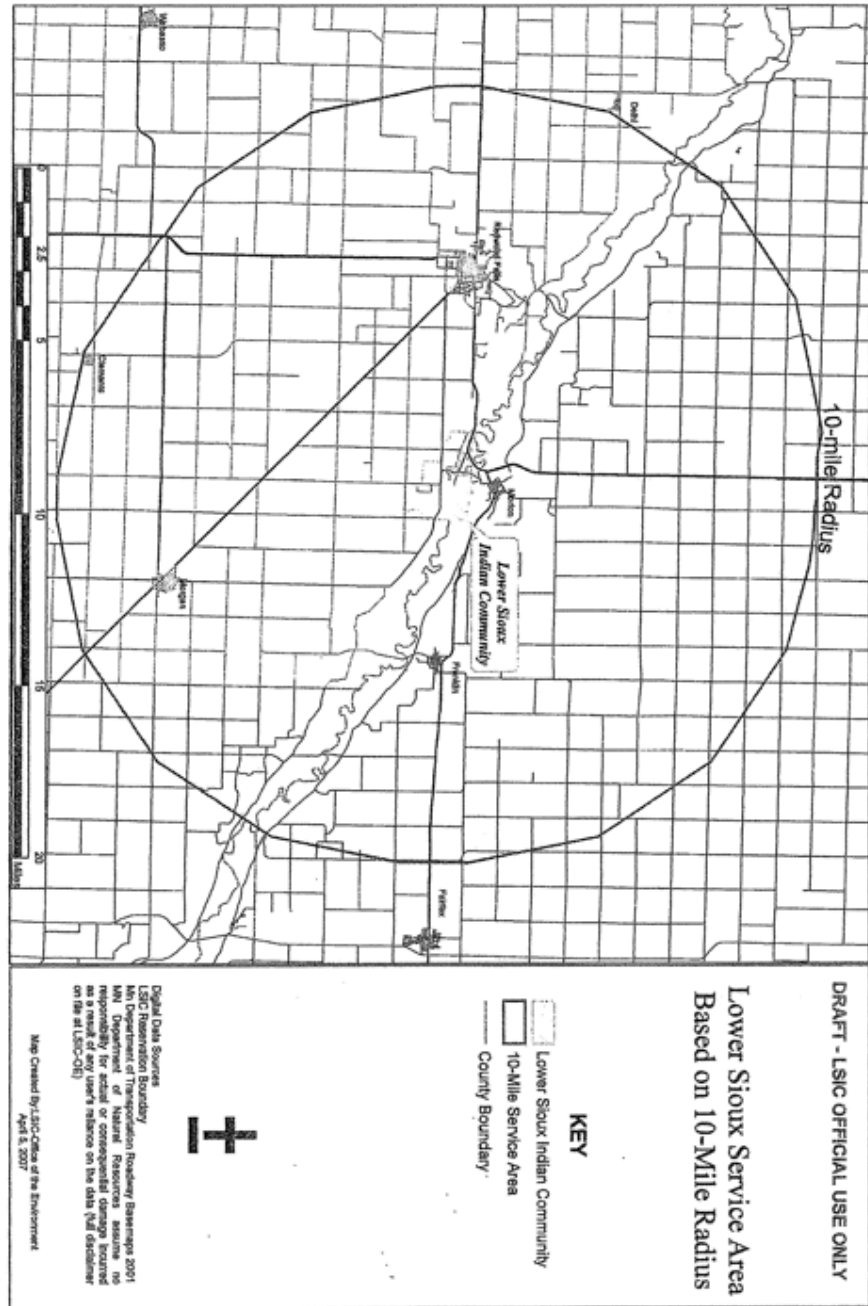 DRAFT - LSIC OFFICIAL USE ONLY
Lower Sioux Service Area
Based on 10-Mile Radius
KEY
Lower Sioux Indian Community
10-Mile Service Area
County Boundary
Digital Data Sources
LSIC Reservation Boundary
Mn Department of Transportation Roadway Basemaps 2001
MN Department of Natural Resources assume no
responsibility for actual or consequential damage incurred
as a result of any user's reliance on the data (full disclaimer
on file at LSIC-OE)
Map Created By:LSIC-Office of the Environment
April 5, 2007
10-mile Radius
Delhi
Redwood Falls
Morton
Lower Sioux
Indian Community
Franklin
Fairfax
Wabasso
Clements
Morgan
0
2.5
5
10
15
20
Miles